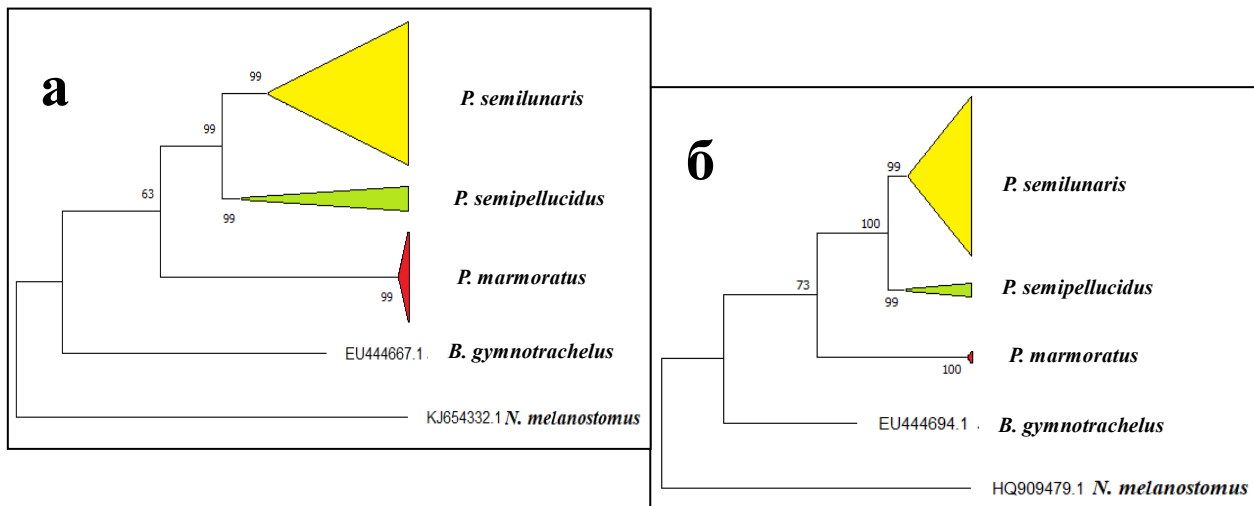 а
99
P. semilunaris
99
63
P. semipellucidus
99
P. marmoratus
99
EU444667.1 B. gymnotrachelus
KJ654332.1 N. melanostomus
б
99
P. semilunaris
100
P. semipellucidus
73
99
P. marmoratus
100
EU444694.1 B. gymnotrachelus
HQ909479.1 N. melanostomus